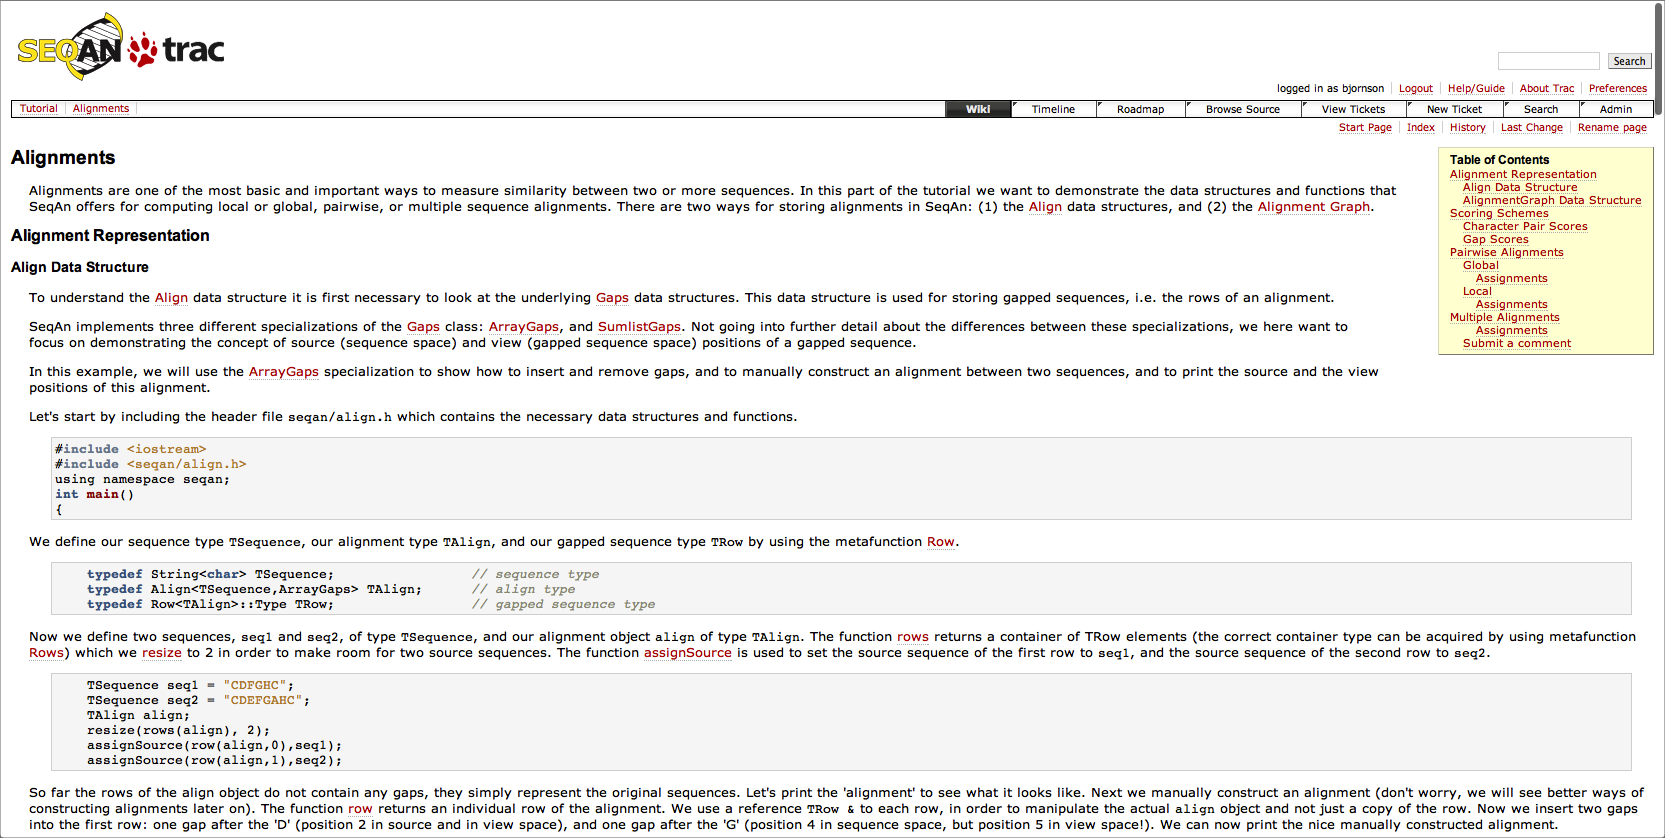 SEQAN trac
Search
logged in as bjornson Logout Help/Guide About Trac Preferences
Tutorial Alignments
Wiki Timeline Roadmap Browse Source View Tickets New Ticket Search Admin
Start Page Index History Last Change Rename page
Alignments
Alignments are one of the most basic and important ways to measure similarity between two or more sequences. In this part of the tutorial we want to demonstrate the data structures and functions that
SeqAn offers for computing local or global, pairwise, or multiple sequence alignments. There are two ways for storing alignments in SeqAn: (1) the Align data structures, and (2) the Alignment Graph.
Table of Contents
Alignment Representation
Align Data Structure
AlignmentGraph Data Structure
Scoring Schemes
Character Pair Scores
Gap Scores
Pairwise Alignments
Global
Assignments
Local
Assignments
Multiple Alignments
Assignments
Submit a comment
Alignment Representation
Align Data Structure
To understand the Align data structure it is first necessary to look at the underlying Gaps data structures. This data structure is used for storing gapped sequences, i.e. the rows of an alignment.
SeqAn implements three different specializations of the Gaps class: ArrayGaps, and SumlistGaps. Not going into further detail about the differences between these specializations, we here want to
focus on demonstrating the concept of source (sequence space) and view (gapped sequence space) positions of a gapped sequence.
In this example, we will use the ArrayGaps specialization to show how to insert and remove gaps, and to manually construct an alignment between two sequences, and to print the source and the view
positions of this alignment.
Let's start by including the header file seqan/align.h which contains the necessary data structures and functions.
#include <iostream>
#include <seqan/align.h>
using namespace seqan;
int main()
{
We define our sequence type TSequence, our alignment type TAlign, and our gapped sequence type TRow by using the metafunction Row.
typedef String<char> TSequence; // sequence type
typedef Align<TSequence,ArrayGaps> TAlign; // align type
typedef Row<TAlign>::Type TRow; // gapped sequence type
Now we define two sequences, seq1 and seq2, of type TSequence, and our alignment object align of type TAlign. The function rows returns a container of TRow elements (the correct container type can be acquired by using metafunction
Rows) which we resize to 2 in order to make room for two source sequences. The function assignSource is used to set the source sequence of the first row to seq1, and the source sequence of the second row to seq2.
TSequence seq1 = "CDFGHC";
TSequence seq2 = "CDEFGAHC";
TAlign align;
resize(rows(align), 2);
assignSource(row(align,0),seq1);
assignSource(row(align,1),seq2);
So far the rows of the align object do not contain any gaps, they simply represent the original sequences. Let's print the 'alignment' to see what it looks like. Next we manually construct an alignment (don't worry, we will see better ways of
constructing alignments later on). The function row returns an individual row of the alignment. We use a reference TRow & to each row, in order to manipulate the actual align object and not just a copy of the row. Now we insert two gaps
into the first row: one gap after the 'D' (position 2 in source and in view space), and one gap after the 'G' (position 4 in sequence space, but position 5 in view space!). We can now print the nice manually constructed alignment.